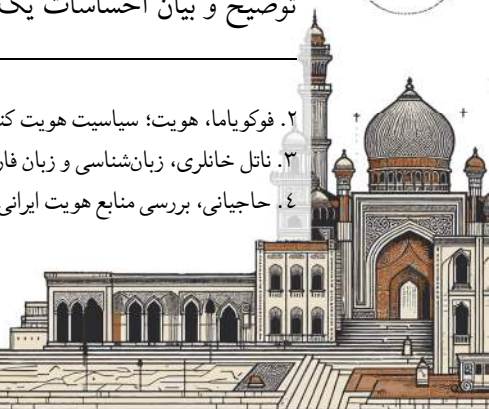 توضیح و بیان احساسات یک
۲. فوکویاما، هویت؛ سیاسیت هویت
۳. ناتل خانلری، زبان‌شناسی و زبان
٤. حاجیانی، بررسی منابع هویت ایرانی